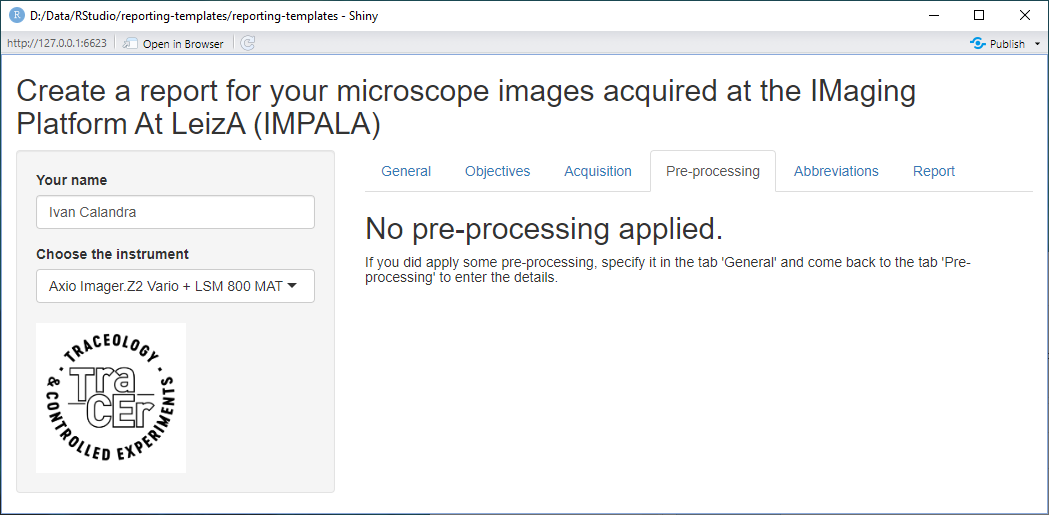 R D:/Data/RStudio/reporting-templates/reporting-templates - Shiny
http://127.0.0.1:6623 Open in Browser Publish
Create a report for your microscope images acquired at the IMaging
Platform At LeizA (IMPALA)
Your name
Ivan Calandra
Choose the instrument
Axio Imager.Z2 Vario + LSM 800 MAT
· TRACEOLOGY ·
& CONTROLLED EXPERIMENTS
Tra
CEr
General Objectives Acquisition Pre-processing Abbreviations Report
No pre-processing applied.
If you did apply some pre-processing, specify it in the tab 'General' and come back to the tab 'Pre-
processing' to enter the details.